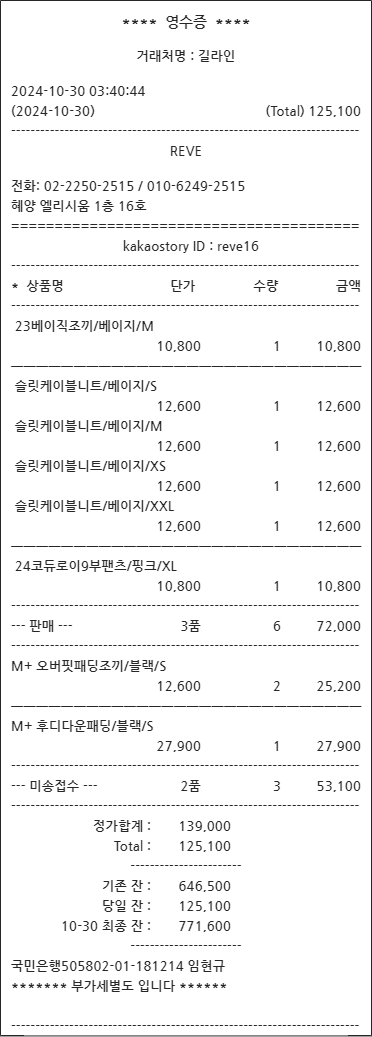 **** 영수증 ****
거래처명 : 길라인
2024-10-30 03:40:44
(2024-10-30) (Total) 125,100
REVE
전화: 02-2250-2515 / 010-6249-2515
혜양 엘리시움 1층 16호
kakaostory ID : reve16
* 상품명 단가 수량 금액
23베이직조끼/베이지/M
10,800 1 10,800
슬릿케이블니트/베이지/S
12,600 1 12,600
슬릿케이블니트/베이지/M
12,600 1 12,600
슬릿케이블니트/베이지/XS
12,600 1 12,600
슬릿케이블니트/베이지/XXL
12,600 1 12,600
24코듀로이9부팬츠/핑크/XL
10,800 1 10,800
--- 판매 --- 3품 6 72,000
M+ 오버핏패딩조끼/블랙/S
12,600 2 25,200
M+ 후디다운패딩/블랙/S
27,900 1 27,900
--- 미송접수 --- 2품 3 53,100
정가합계 : 139,000
Total : 125,100
기존 잔 : 646,500
당일 잔 : 125,100
10-30 최종 잔 : 771,600
국민은행505802-01-181214 임현규
******* 부가세별도 입니다 ******